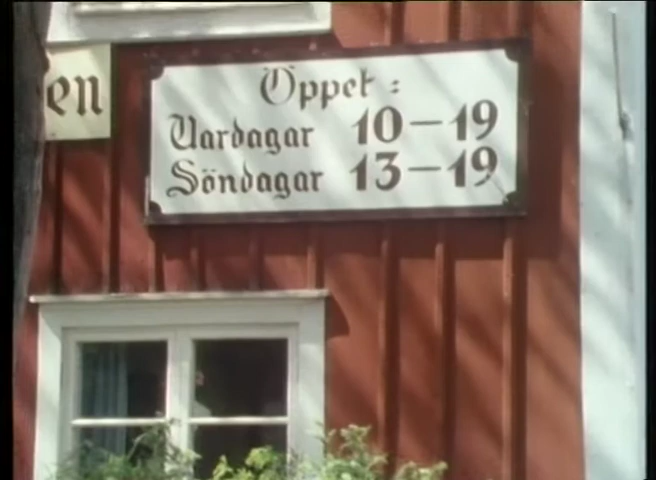 en
Öppet :
Vardagar 10–19
Söndagar 13–19